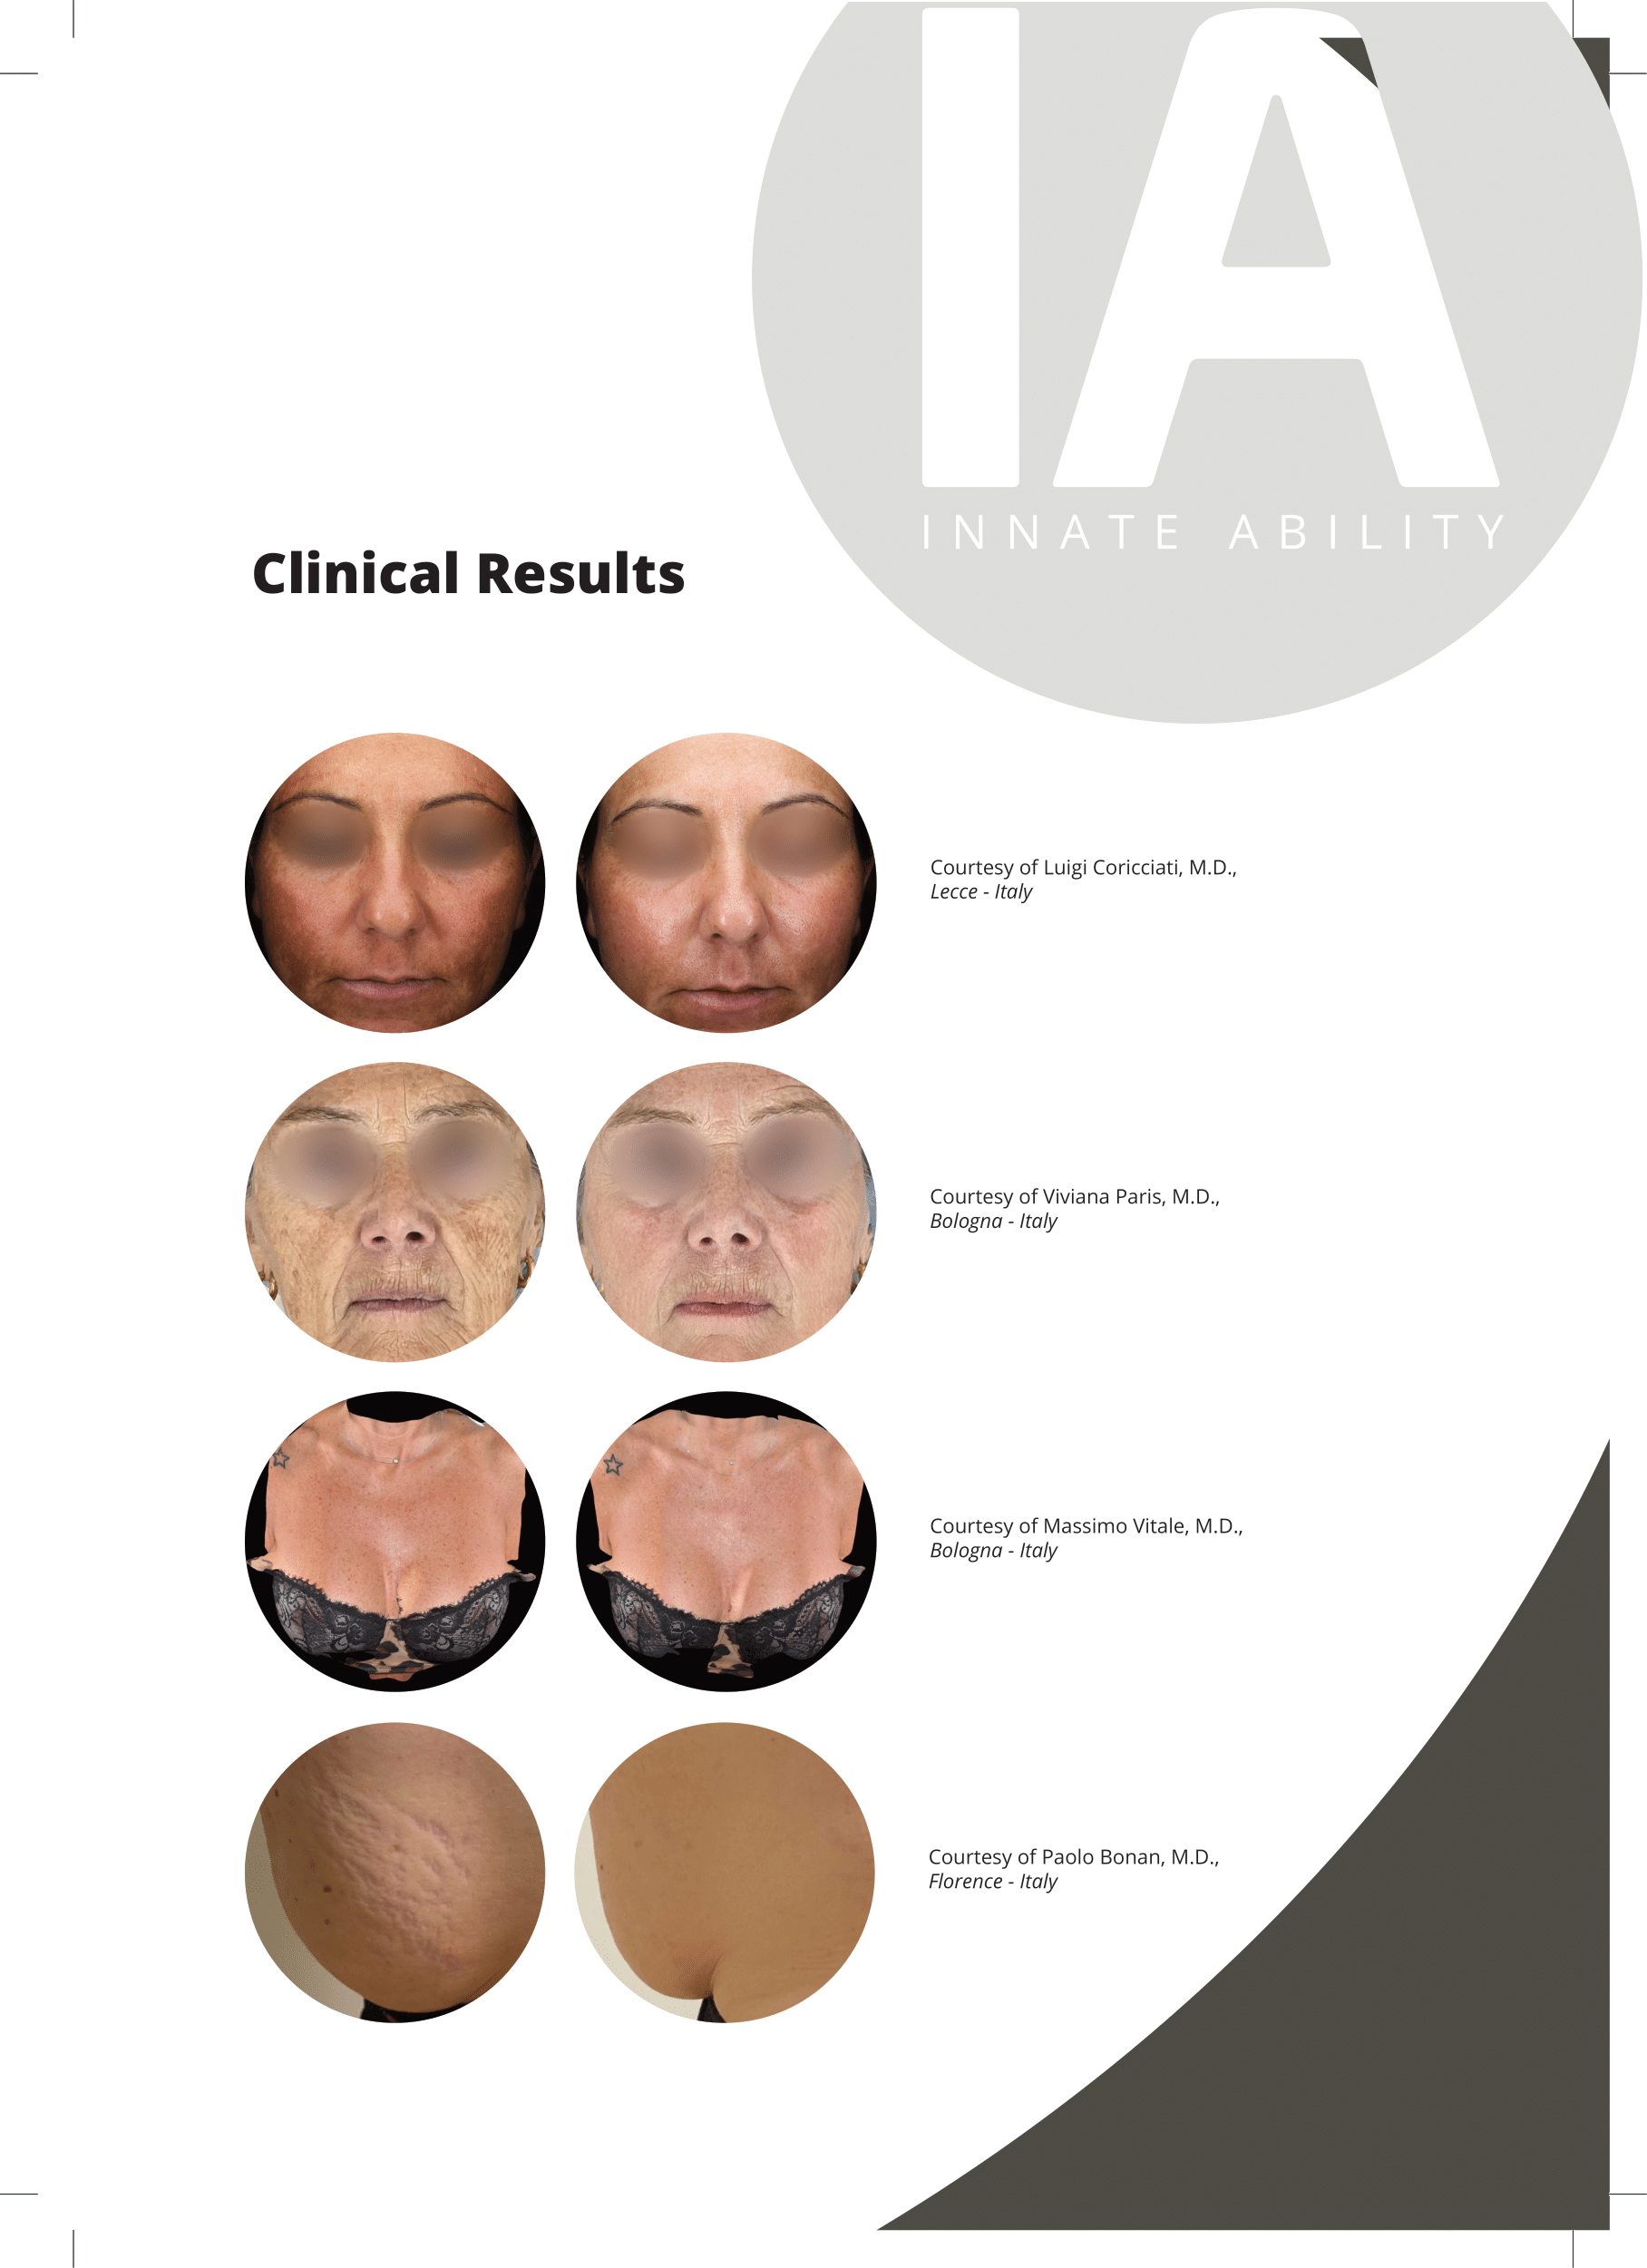 IA
INNATE ABILITY
Clinical Results
Courtesy of Luigi Coricciati, M.D.,
Lecce - Italy
Courtesy of Viviana Paris, M.D.,
Bologna - Italy
Courtesy of Massimo Vitale, M.D.,
Bologna - Italy
Courtesy of Paolo Bonan, M.D.,
Florence - Italy